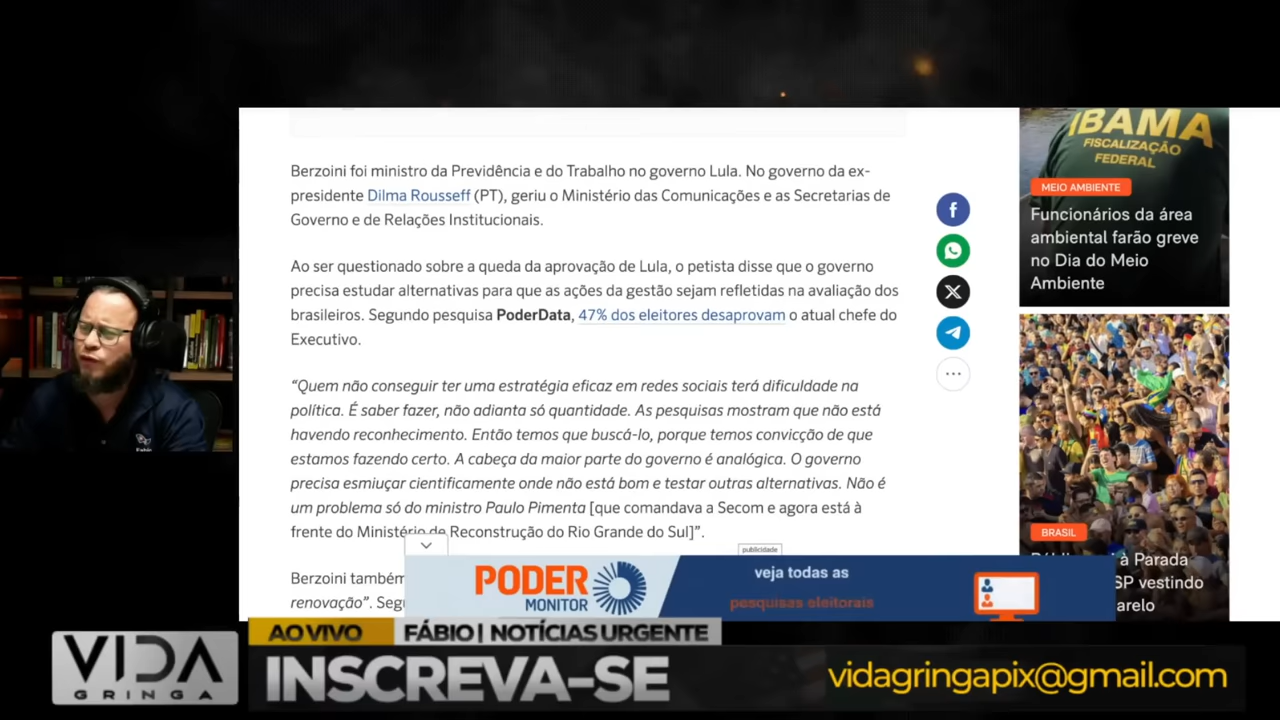 Berzoini foi ministro da Previdência e do Trabalho no governo Lula. No governo da ex-
presidente Dilma Rousseff (PT), geriu o Ministério das Comunicações e as Secretarias de
Governo e de Relações Institucionais.
Ao ser questionado sobre a queda da aprovação de Lula, o petista disse que o governo
precisa estudar alternativas para que as ações da gestão sejam refletidas na avaliação dos
brasileiros. Segundo pesquisa PoderData, 47% dos eleitores desaprovam o atual chefe do
Executivo.
“Quem não conseguir ter uma estratégia eficaz em redes sociais terá dificuldade na
política. É saber fazer, não adianta só quantidade. As pesquisas mostram que não está
havendo reconhecimento. Então temos que buscá-lo, porque temos convicção de que
estamos fazendo certo. A cabeça da maior parte do governo é analógica. O governo
precisa esmiuçar cientificamente onde não está bom e testar outras alternativas. Não é
um problema só do ministro Paulo Pimenta [que comandava a Secom e agora está à
frente do Ministério de Reconstrução do Rio Grande do Sul]”.
Berzoini também
renovação”. Segu
IBAMA
FISCALIZAÇÃO
FEDERAL
MEIO AMBIENTE
Funcionários da área
ambiental farão greve
no Dia do Meio
Ambiente
BRASIL
à Parada
SP vestindo
arelo
publicidade
PODER
MONITOR
veja todas as
pesquisas eleitorais
VIDA
GRINGA
AO VIVO
FÁBIO | NOTÍCIAS URGENTE
INSCREVA-SE
vidagringapix@gmail.com